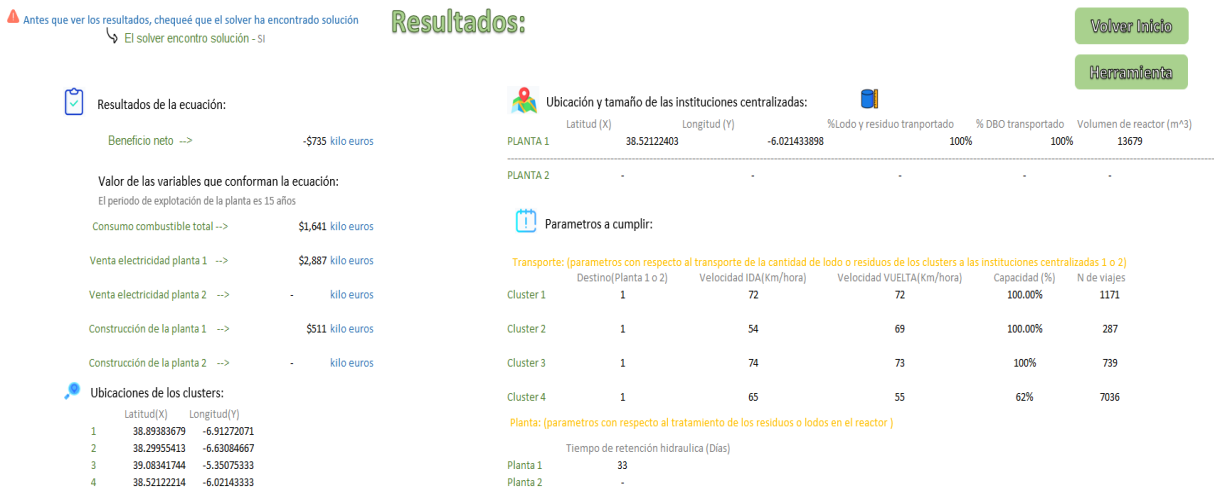 Antes que ver los resultados, chequeé que el solver ha encontrado solución
El solver encontro solución - SI
Resultados:
Volver Inicio
Herramienta
Resultados de la ecuación:
Beneficio neto --> -$735 kilo euros
Valor de las variables que conforman la ecuación:
El periodo de explotación de la planta es 15 años
Consumo combustible total --> $1,641 kilo euros
Venta electricidad planta 1 --> $2,887 kilo euros
Venta electricidad planta 2 --> - kilo euros
Construcción de la planta 1 --> $511 kilo euros
Construcción de la planta 2 --> - kilo euros
Ubicaciones de los clusters:
Latitud(X) Longitud(Y)
1 38.89383679 -6.91272071
2 38.29955413 -6.63084667
3 39.08341744 -5.35075333
4 38.52122214 -6.02143333
Ubicación y tamaño de las instituciones centralizadas:
Latitud (X) Longitud (Y) %Lodo y residuo tranportado % DBO transportado Volumen de reactor (m^3)
PLANTA 1 38.52122403 -6.021433898 100% 100% 13679
PLANTA 2 - - - - -
Parametros a cumplir:
Transporte: (parametros con respecto al transporte de la cantidad de lodo o residuos de los clusters a las instituciones centralizadas 1 o 2)
Destino(Planta 1 o 2) Velocidad IDA(Km/hora) Velocidad VUELTA(Km/hora) Capacidad (%) N de viajes
Cluster 1 1 72 72 100.00% 1171
Cluster 2 1 54 69 100.00% 287
Cluster 3 1 74 73 100% 739
Cluster 4 1 65 55 62% 7036
Planta: (parametros con respecto al tratamiento de los residuos o lodos en el reactor )
Tiempo de retención hidraulica (Días)
Planta 1 33
Planta 2 -